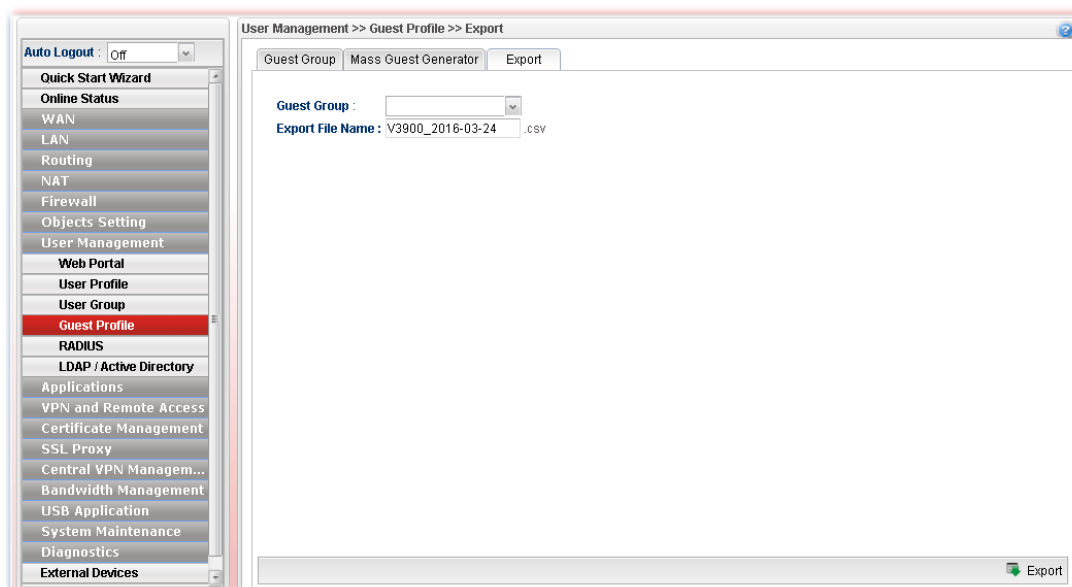 User Management >> Guest Profile >> Export
Auto Logout : Off
Quick Start Wizard
Online Status
WAN
LAN
Routing
NAT
Firewall
Objects Setting
User Management
Web Portal
User Profile
User Group
Guest Profile
RADIUS
LDAP / Active Directory
Applications
VPN and Remote Access
Certificate Management
SSL Proxy
Central VPN Managem...
Bandwidth Management
USB Application
System Maintenance
Diagnostics
External Devices
Guest Group Mass Guest Generator Export
Guest Group :
Export File Name : V3900_2016-03-24 .csv
Export